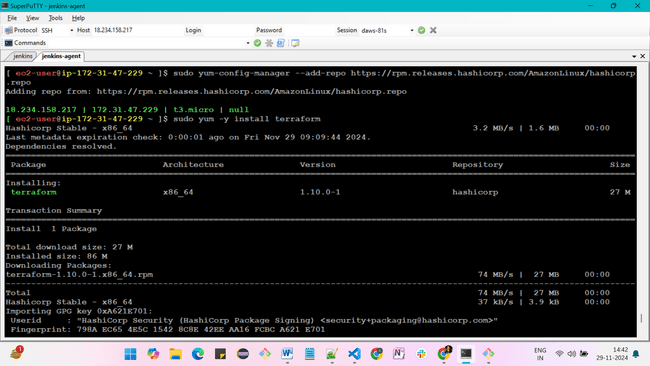 SuperPuTTY - jenkins-agent
File View Tools Help
Protocol SSH Host 18.234.158.217 Login Password Session daws-81s
Commands
jenkins jenkins-agent
[ ec2-user@ip-172-31-47-229 ~ ]$ sudo yum-config-manager --add-repo https://rpm.releases.hashicorp.com/AmazonLinux/hashicorp
.repo
Adding repo from: https://rpm.releases.hashicorp.com/AmazonLinux/hashicorp.repo
18.234.158.217 | 172.31.47.229 | t3.micro | null
[ ec2-user@ip-172-31-47-229 ~ ]$ sudo yum -y install terraform
Hashicorp Stable - x86_64 3.2 MB/s | 1.6 MB 00:00
Last metadata expiration check: 0:00:01 ago on Fri Nov 29 09:09:44 2024.
Dependencies resolved.
Package Architecture Version Repository Size
Installing:
terraform x86_64 1.10.0-1 hashicorp 27 M
Transaction Summary
Install 1 Package
Total download size: 27 M
Installed size: 86 M
Downloading Packages:
terraform-1.10.0-1.x86_64.rpm 74 MB/s | 27 MB 00:00
Total 74 MB/s | 27 MB 00:00
Hashicorp Stable - x86_64 37 kB/s | 3.9 kB 00:00
Importing GPG key 0xA621E701:
Userid : "HashiCorp Security (HashiCorp Package Signing) <security+packaging@hashicorp.com>"
Fingerprint: 798A EC65 4E5C 1542 8C8E 42EE AA16 FCBC A621 E701
ENG 14:42
IN 29-11-2024